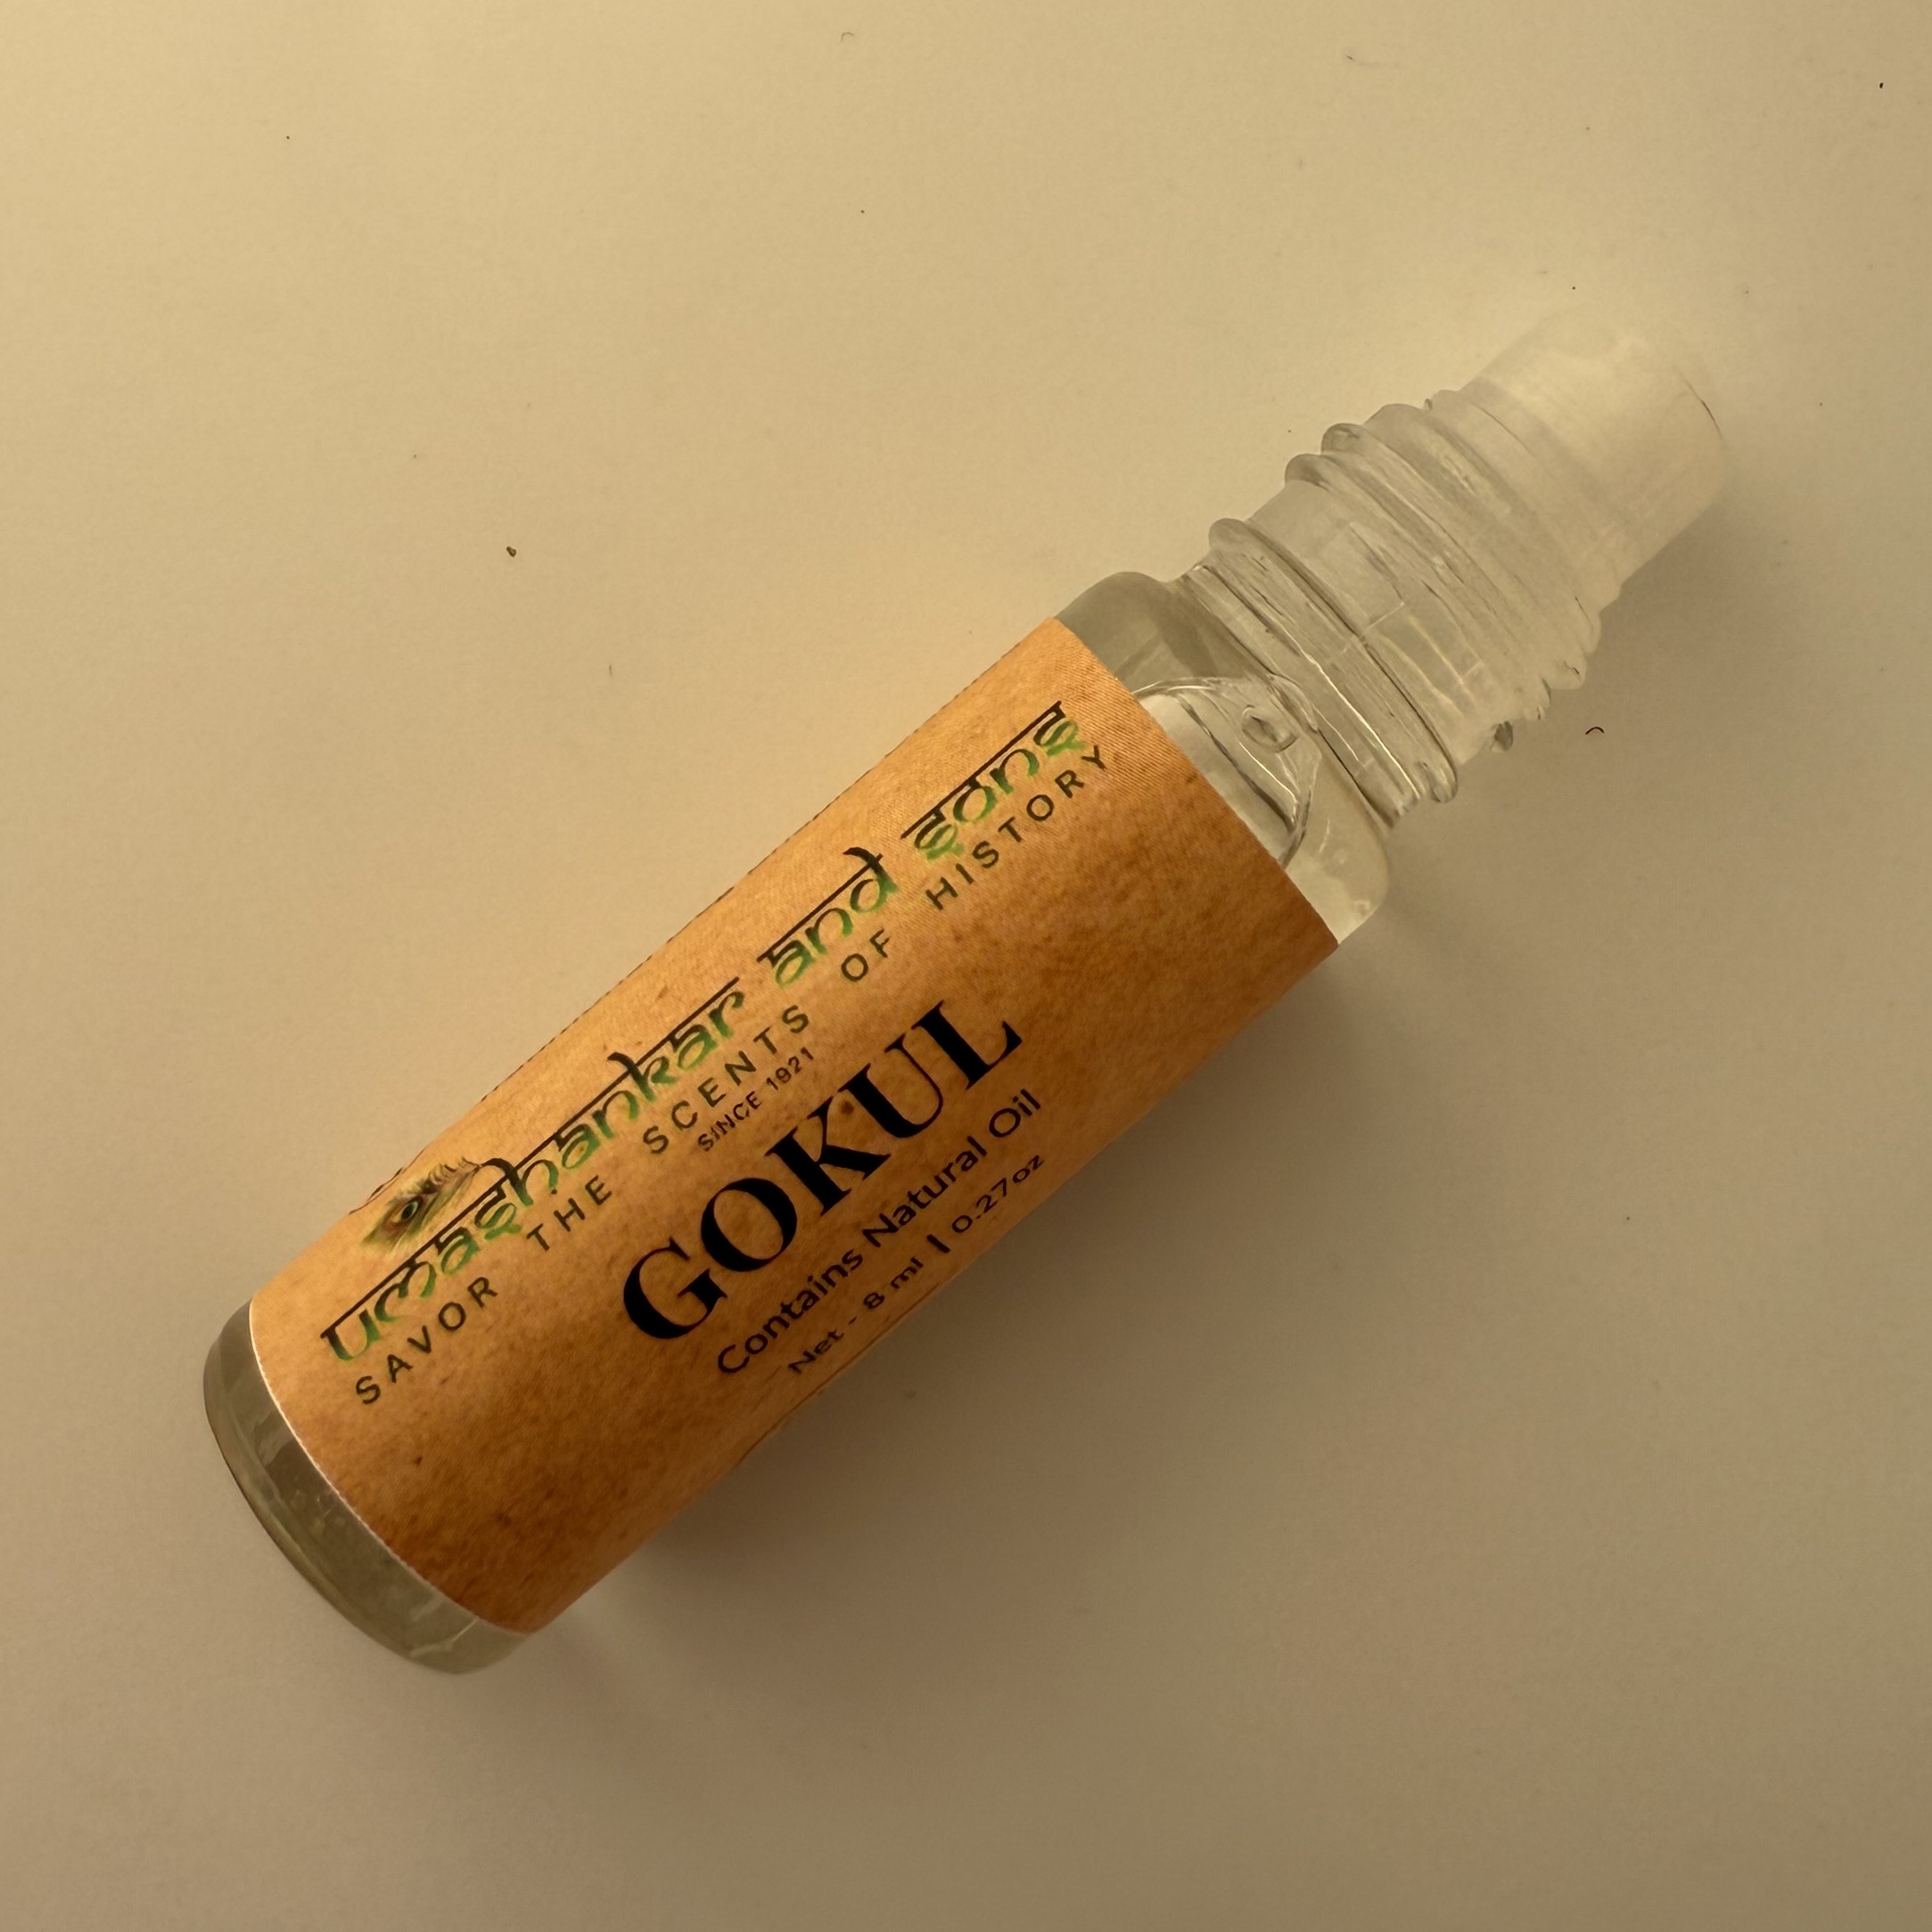 umashankar and sons
SAVOR THE SCENTS OF HISTORY
SINCE 1921
GOKUL
Contains Natural Oil
Net - 8 ml | 0.27oz